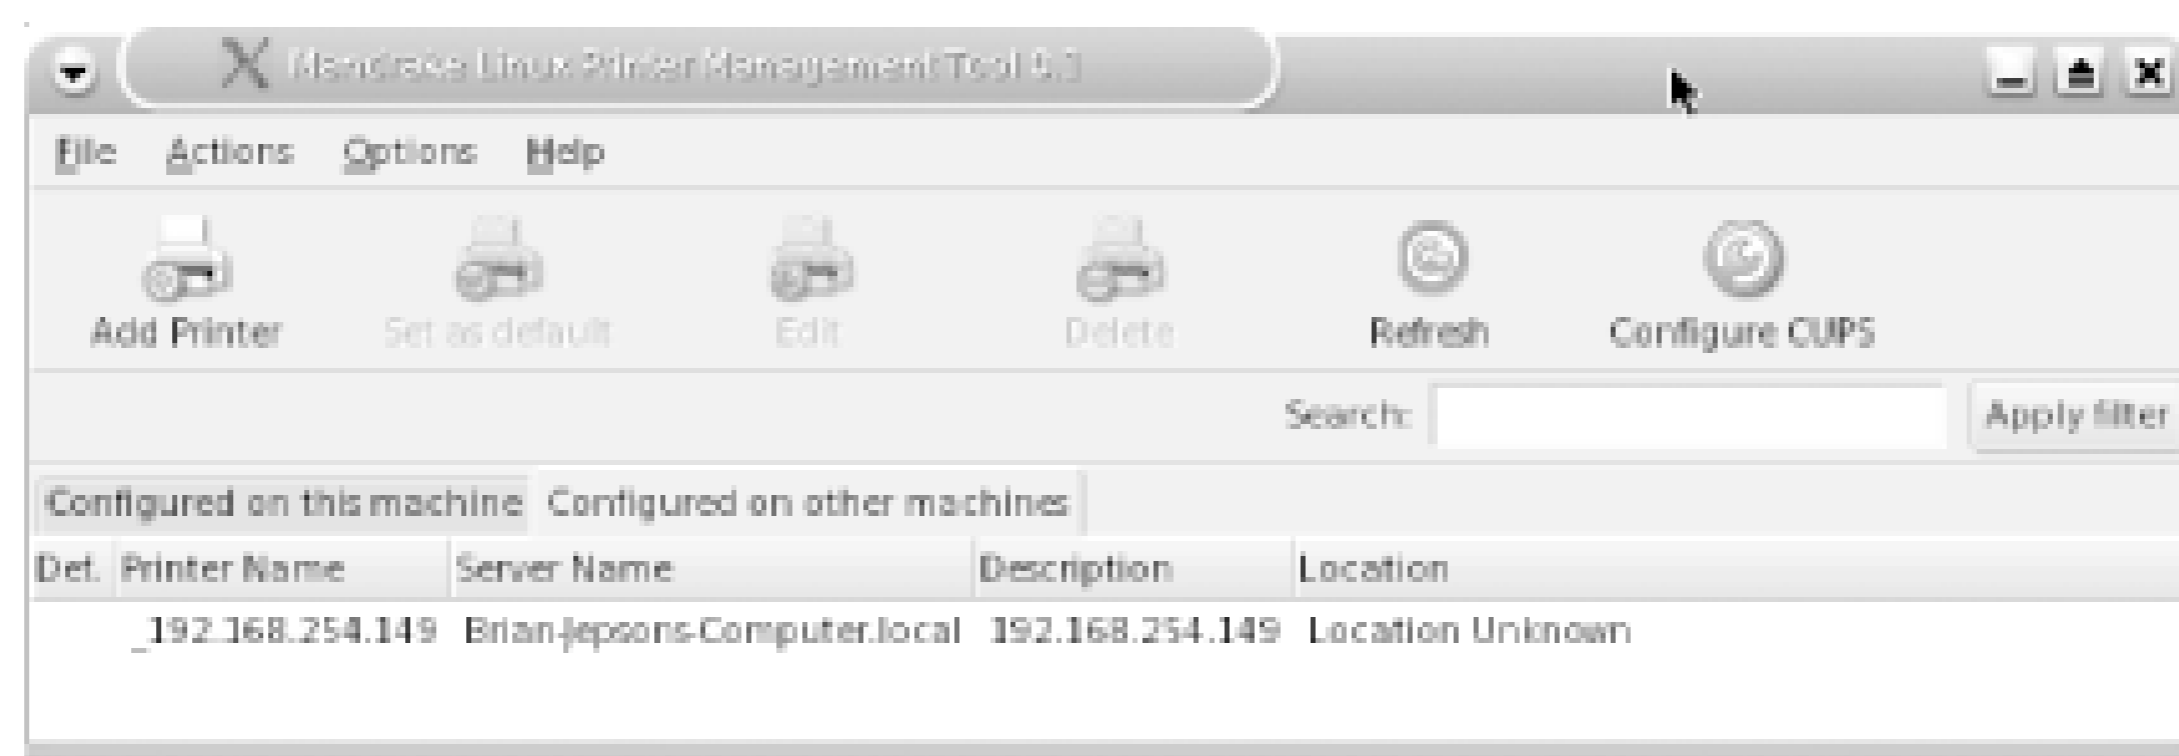 Mandrake Linux Printer Management Tool
File Actions Options Help
Add Printer Set as default Edit Delete Refresh Configure CUPS
Search: Apply filter
Configured on this machine Configured on other machines
Def. Printer Name Server Name Description Location
_192.168.254.149 Brian-Jepsons-Computer.local 192.168.254.149 Location Unknown